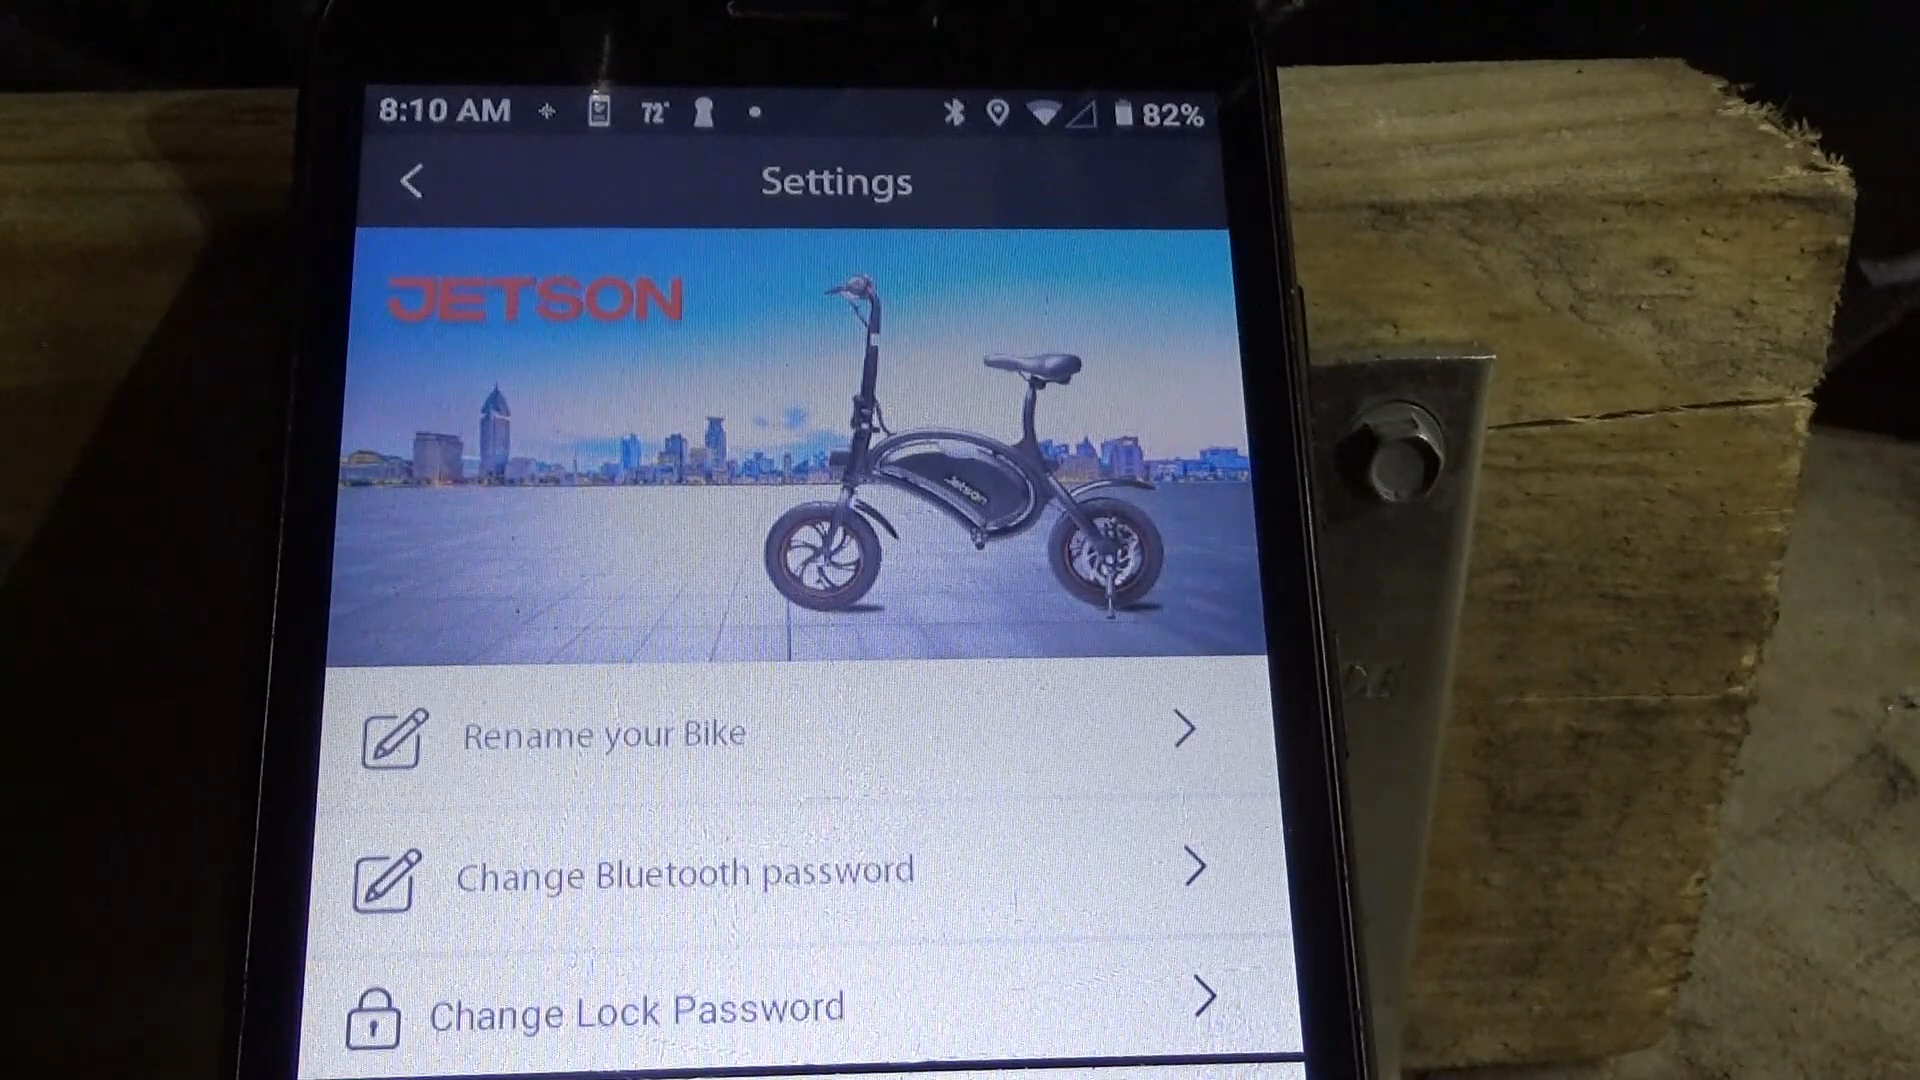 8:10 AM 72° 82%
Settings
JETSON
Jetson
Rename your Bike
Change Bluetooth password
Change Lock Password